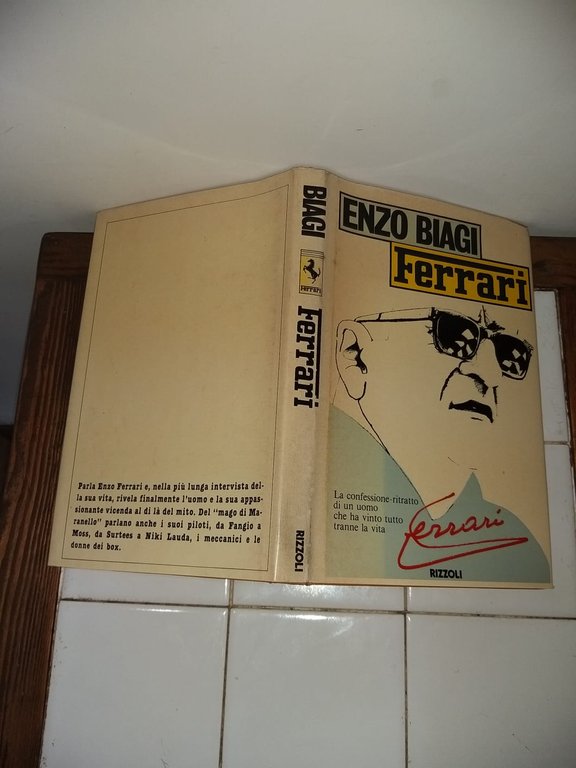 Parla Enzo Ferrari e, nella più lunga intervista del-
la sua vita, rivela finalmente l'uomo e la sua appas-
sionante vicenda al di là del mito. Del "mago di Ma-
ranello" parlano anche i suoi piloti, da Fangio a
Moss, da Surtees a Niki Lauda, i meccanici e le
donne dei box.
BIAGI
Ferrari
Ferrari
RIZZOLI
ENZO BIAGI
Ferrari
La confessione-ritratto
di un uomo
che ha vinto tutto
tranne la vita
Ferrari
RIZZOLI